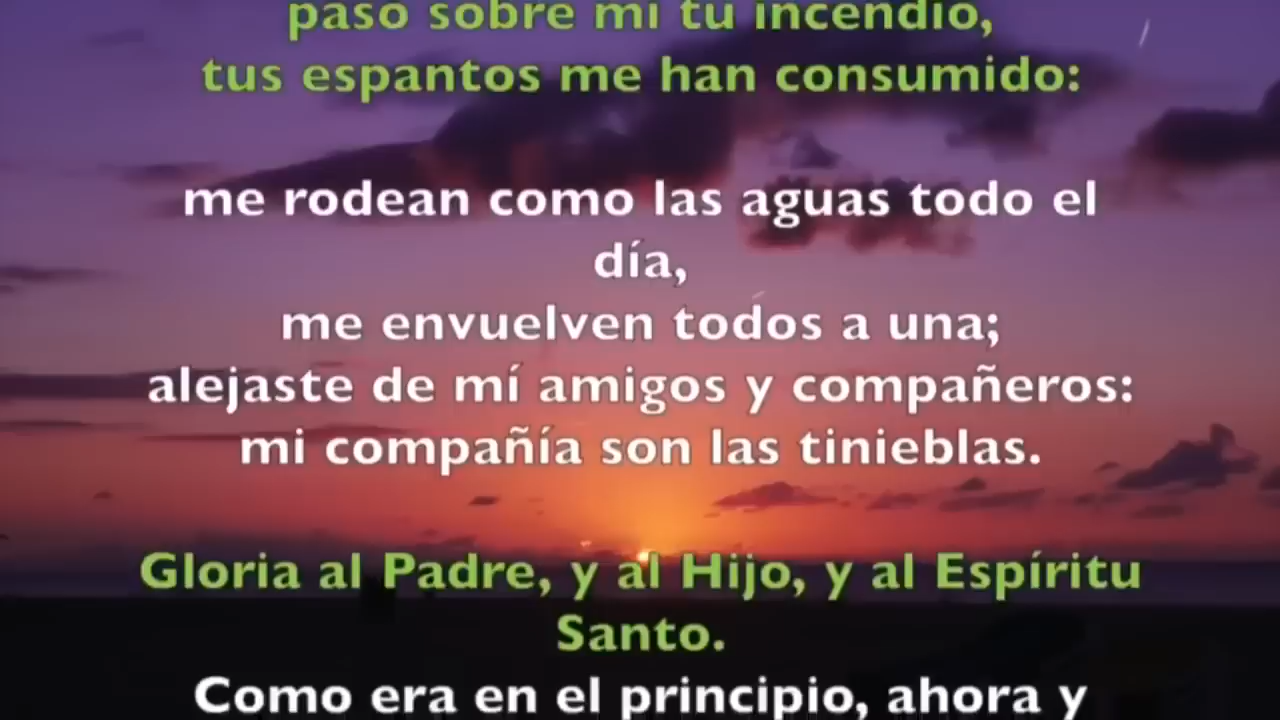 pasó sobre mí tu incendio,
tus espantos me han consumido:
me rodean como las aguas todo el
día,
me envuelven todos a una;
alejaste de mí amigos y compañeros:
mi compañía son las tinieblas.
Gloria al Padre, y al Hijo, y al Espíritu
Santo.
Como era en el principio, ahora y